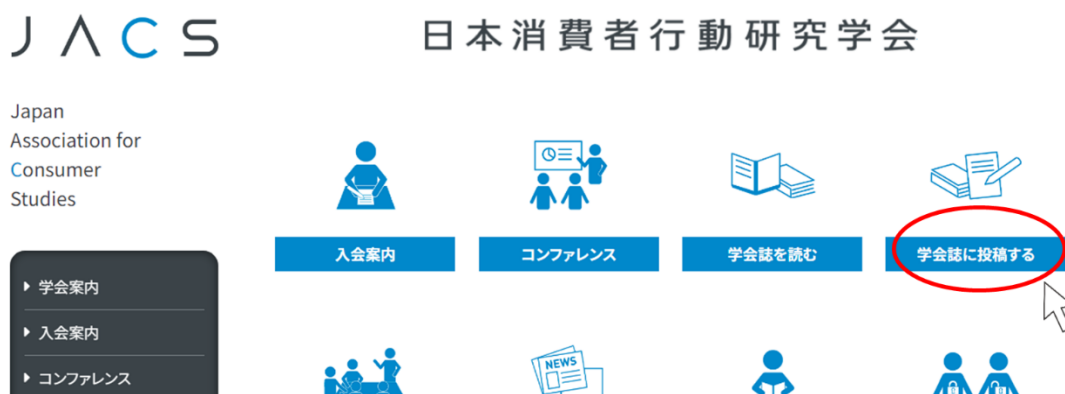 JACS
日本消費者行動研究学会
Japan
Association for
Consumer
Studies
入会案内
コンファレンス
学会誌を読む
学会誌に投稿する
学会案内
入会案内
コンファレンス
NEWS